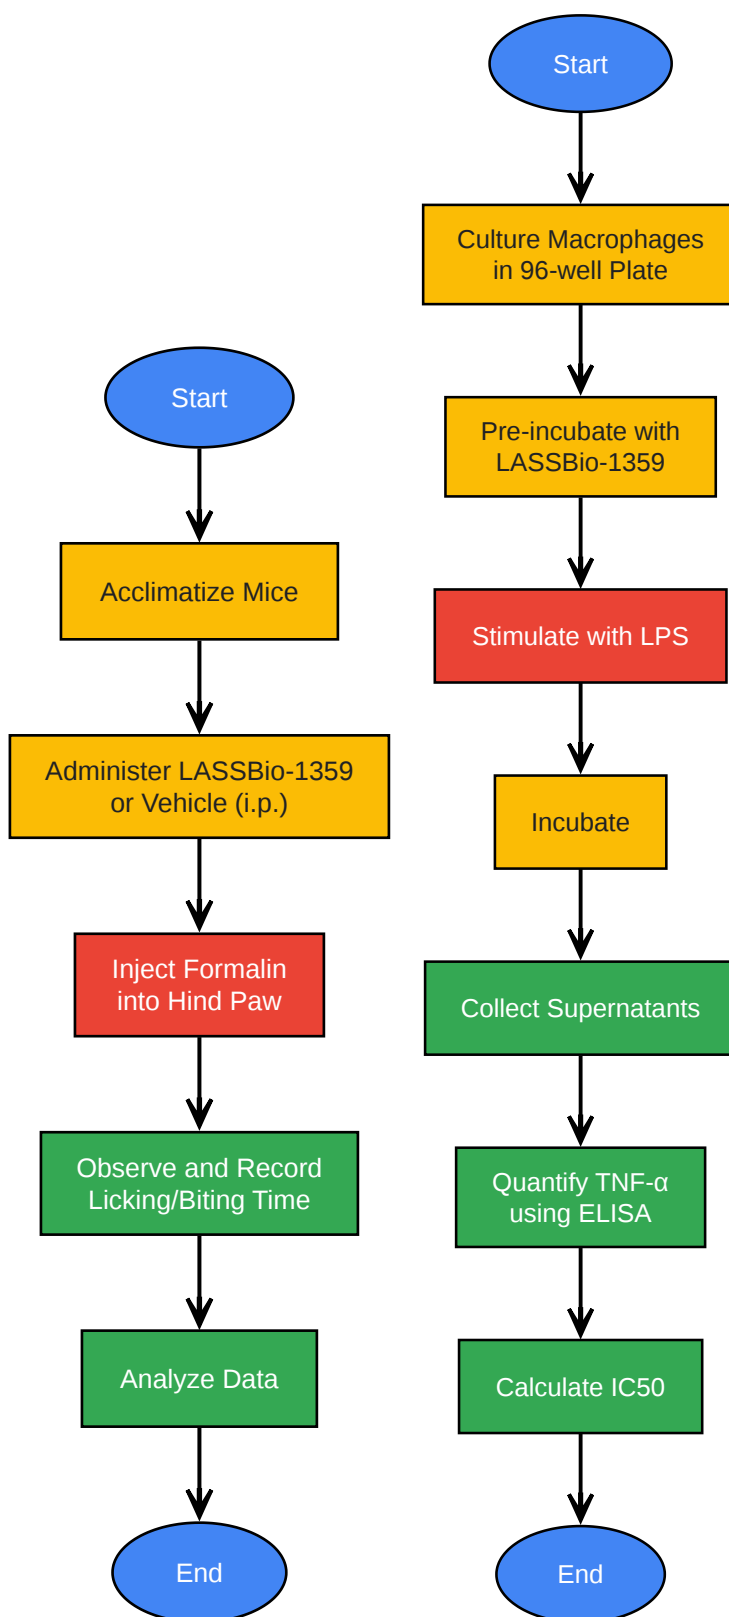 Start
Acclimatize Mice
Administer LASSBio-1359
or Vehicle (i.p.)
Inject Formalin
into Hind Paw
Observe and Record
Licking/Biting Time
Analyze Data
End
Start
Culture Macrophages
in 96-well Plate
Pre-incubate with
LASSBio-1359
Stimulate with LPS
Incubate
Collect Supernatants
Quantify TNF-α
using ELISA
Calculate IC50
End